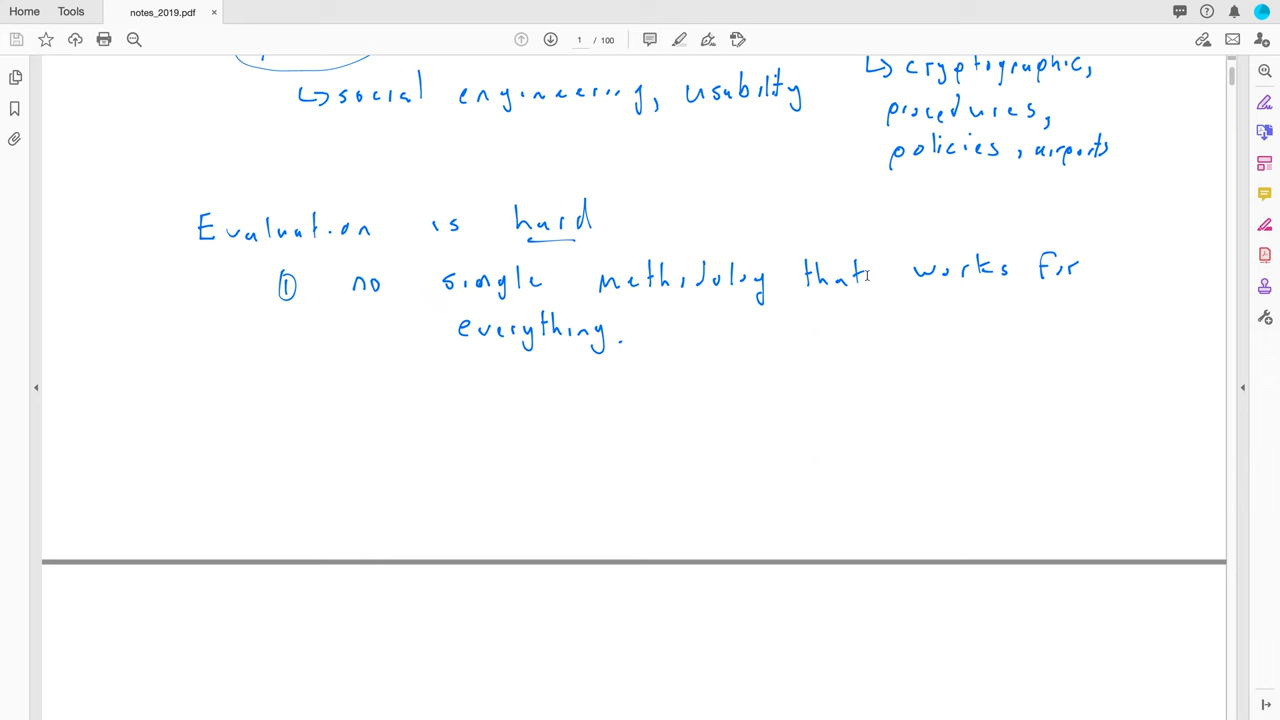 Home Tools notes_2019.pdf ×
1 / 100
↳ social engineering, usability
↳ cryptographic,
procedures,
policies, airports
Evaluation is hard
① no single methodology that works for
everything.